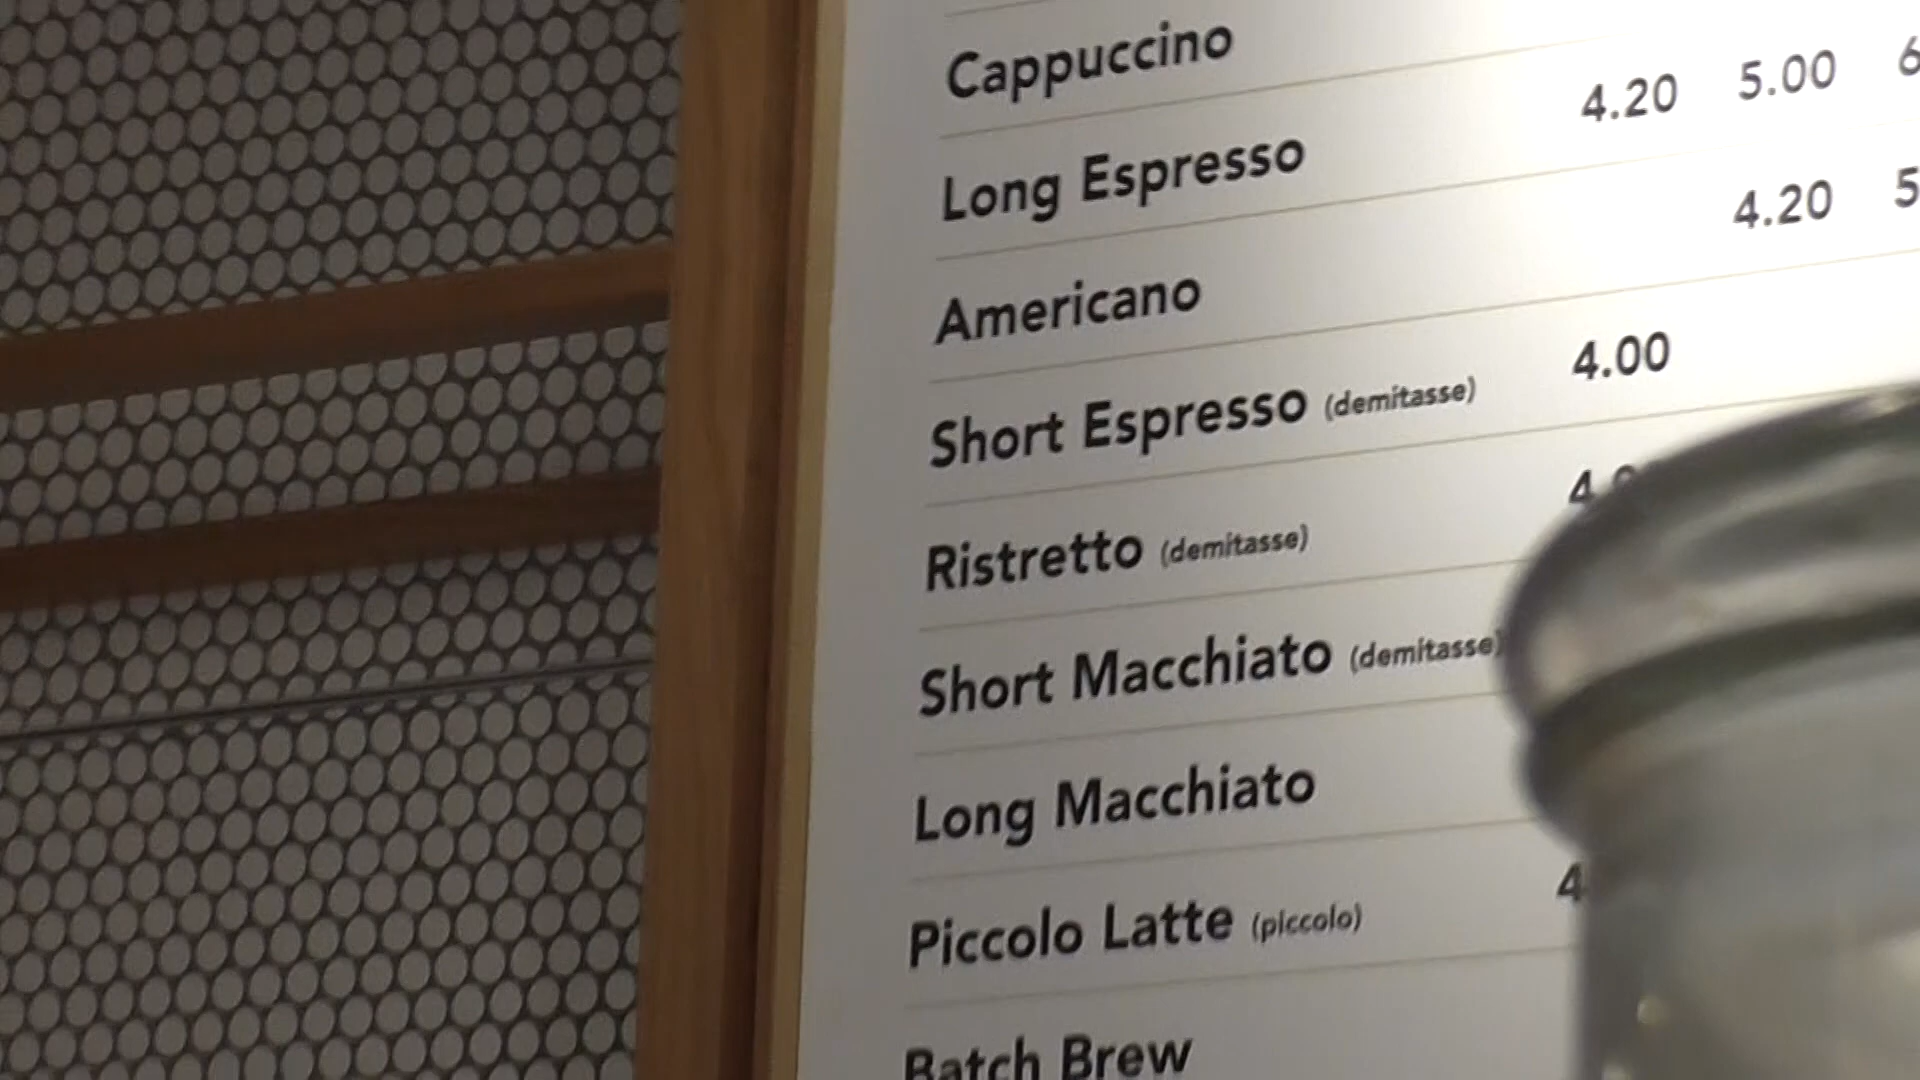 Cappuccino
Long Espresso 4.20 5.00
Americano 4.20
Short Espresso (demitasse) 4.00
Ristretto (demitasse)
Short Macchiato (demitasse)
Long Macchiato
Piccolo Latte (piccolo)
Batch Brew